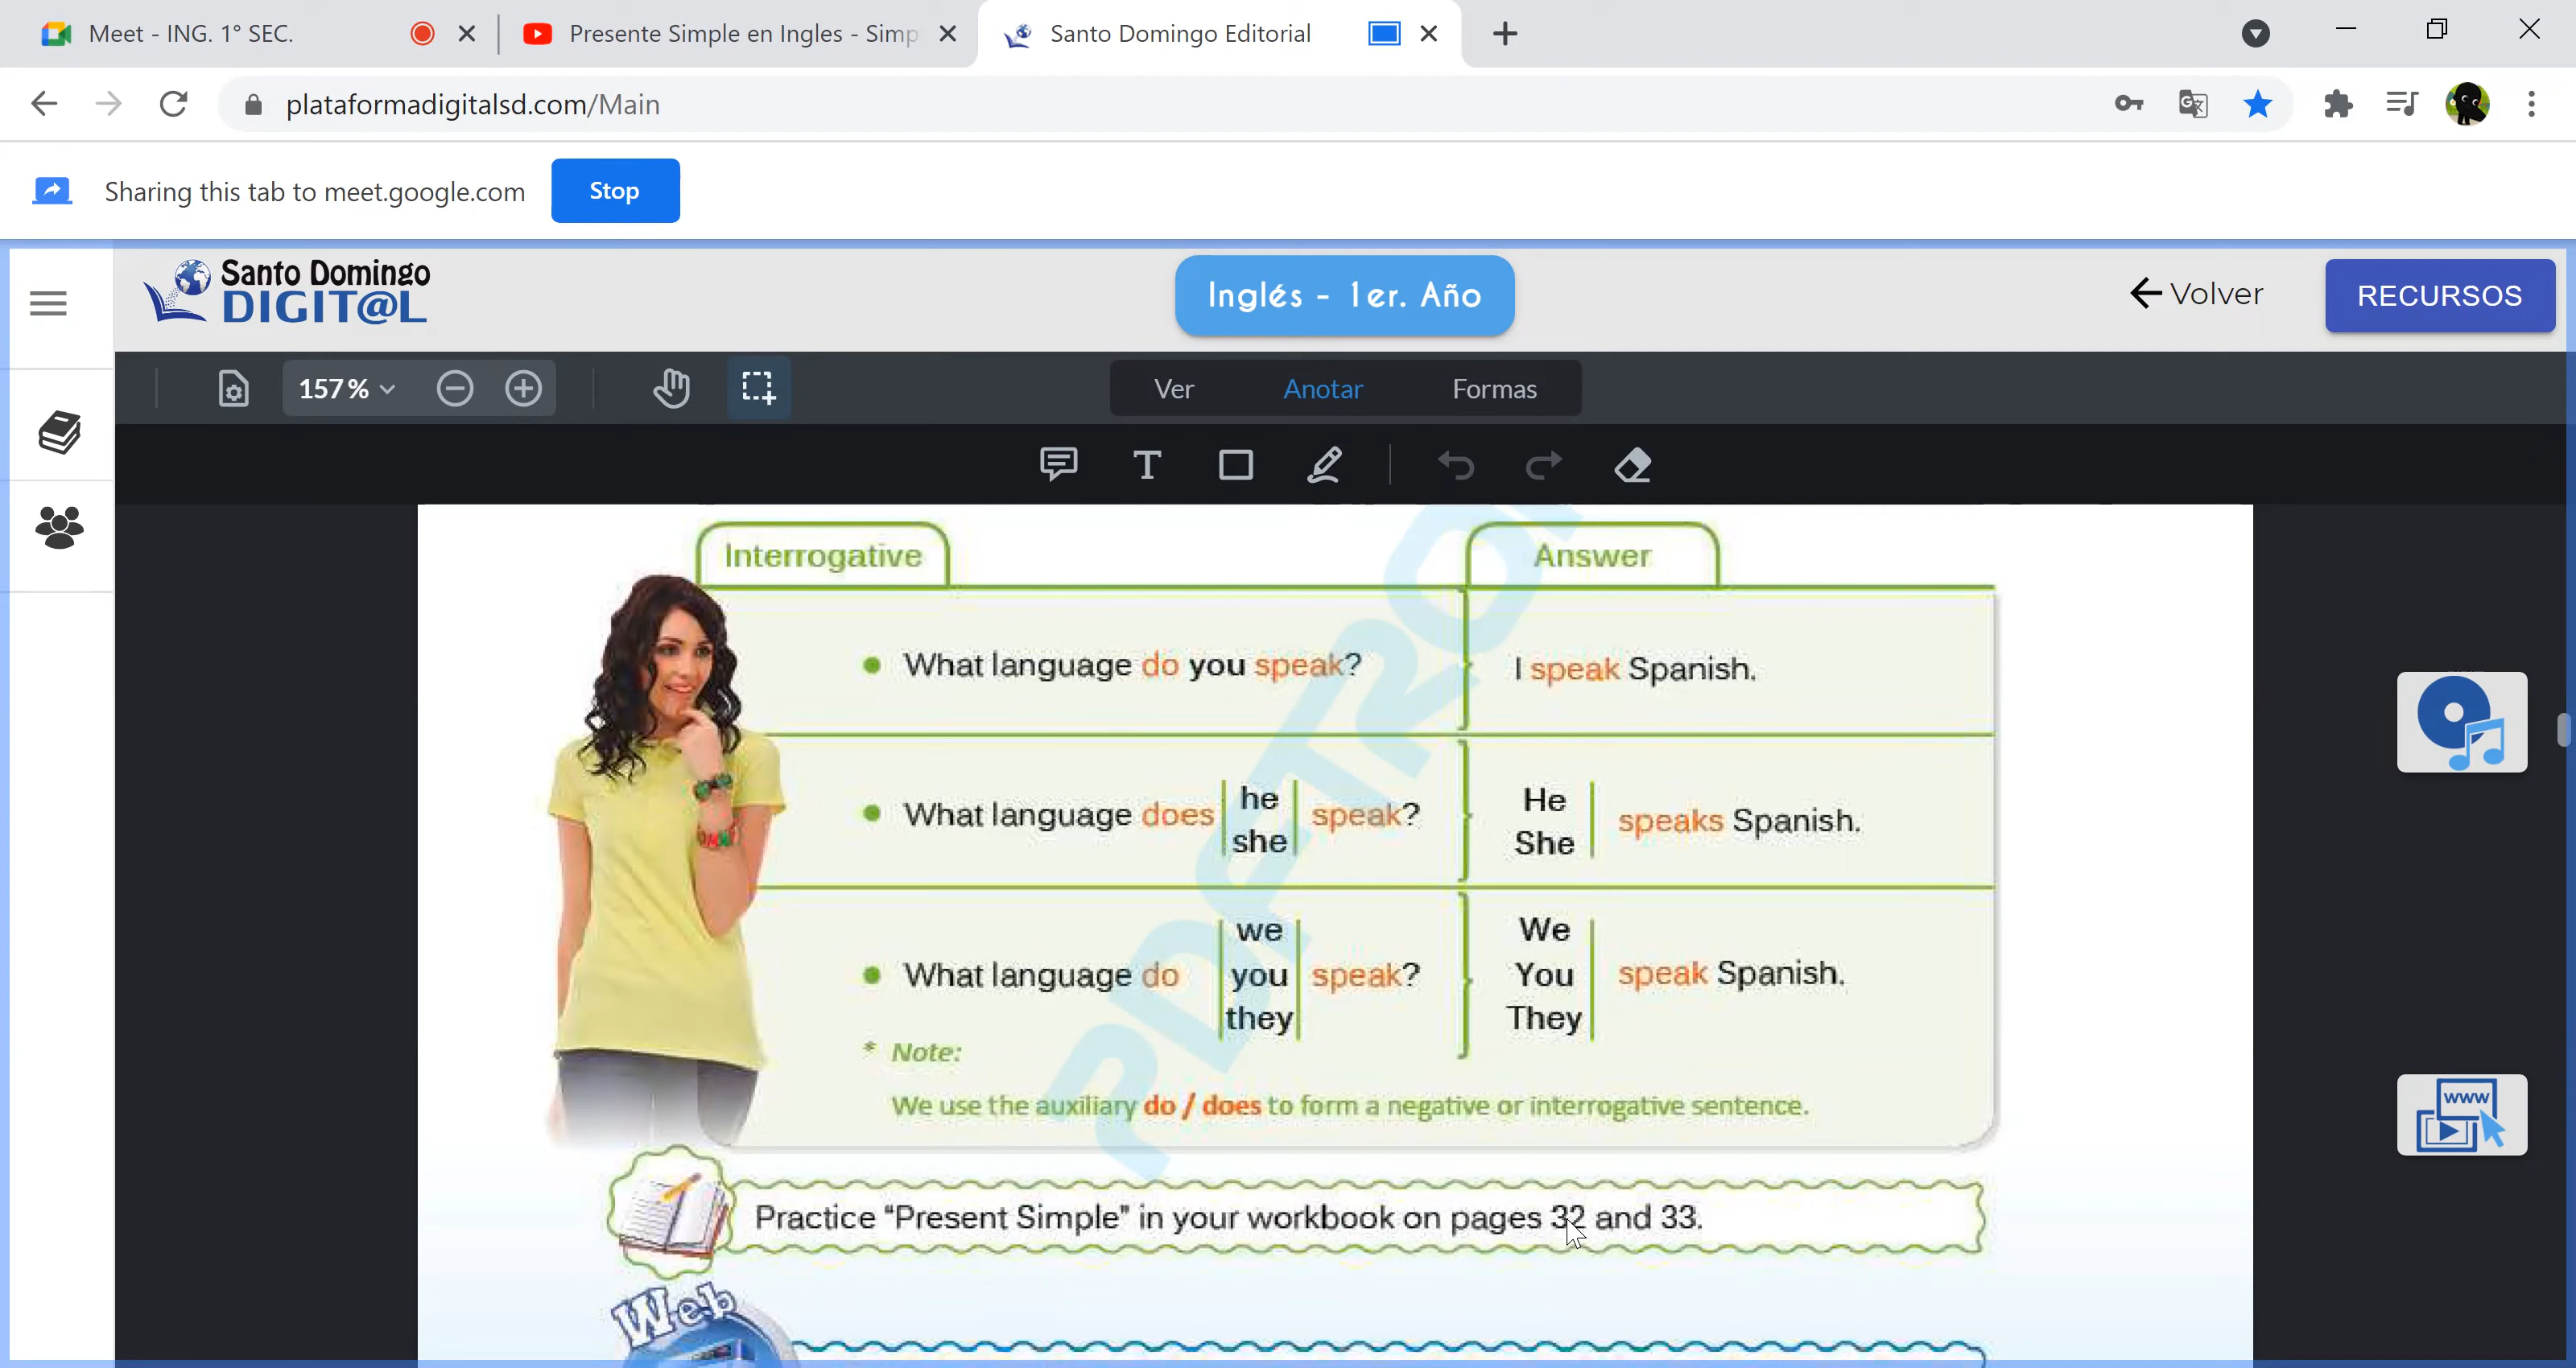 Meet - ING. 1° SEC.
Presente Simple en Ingles - Simp
Santo Domingo Editorial
plataformadigitalsd.com/Main
Sharing this tab to meet.google.com
Stop
Santo Domingo
DIGIT@L
Inglés - 1er. Año
Volver
RECURSOS
157%
Ver
Anotar
Formas
Interrogative
Answer
What language do you speak?
I speak Spanish.
What language does he she speak?
He She speaks Spanish.
What language do we you they speak?
We You They speak Spanish.
* Note:
We use the auxiliary do / does to form a negative or interrogative sentence.
Practice “Present Simple” in your workbook on pages 32 and 33.
Web
www
PDFTRO